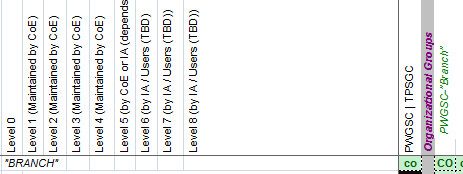 Level 0
Level 1 (Maintained by CoE)
Level 2 (Maintained by CoE)
Level 3 (Maintained by CoE)
Level 4 (Maintained by CoE)
Level 5 (by CoE or IA (depends
Level 6 (by IA / Users (TBD))
Level 7 (by IA / Users (TBD))
Level 8 (by IA / Users (TBD))
PWGSC | TPSGC
Organizational Groups
PWGSC-"Branch"
"BRANCH"
co
CO